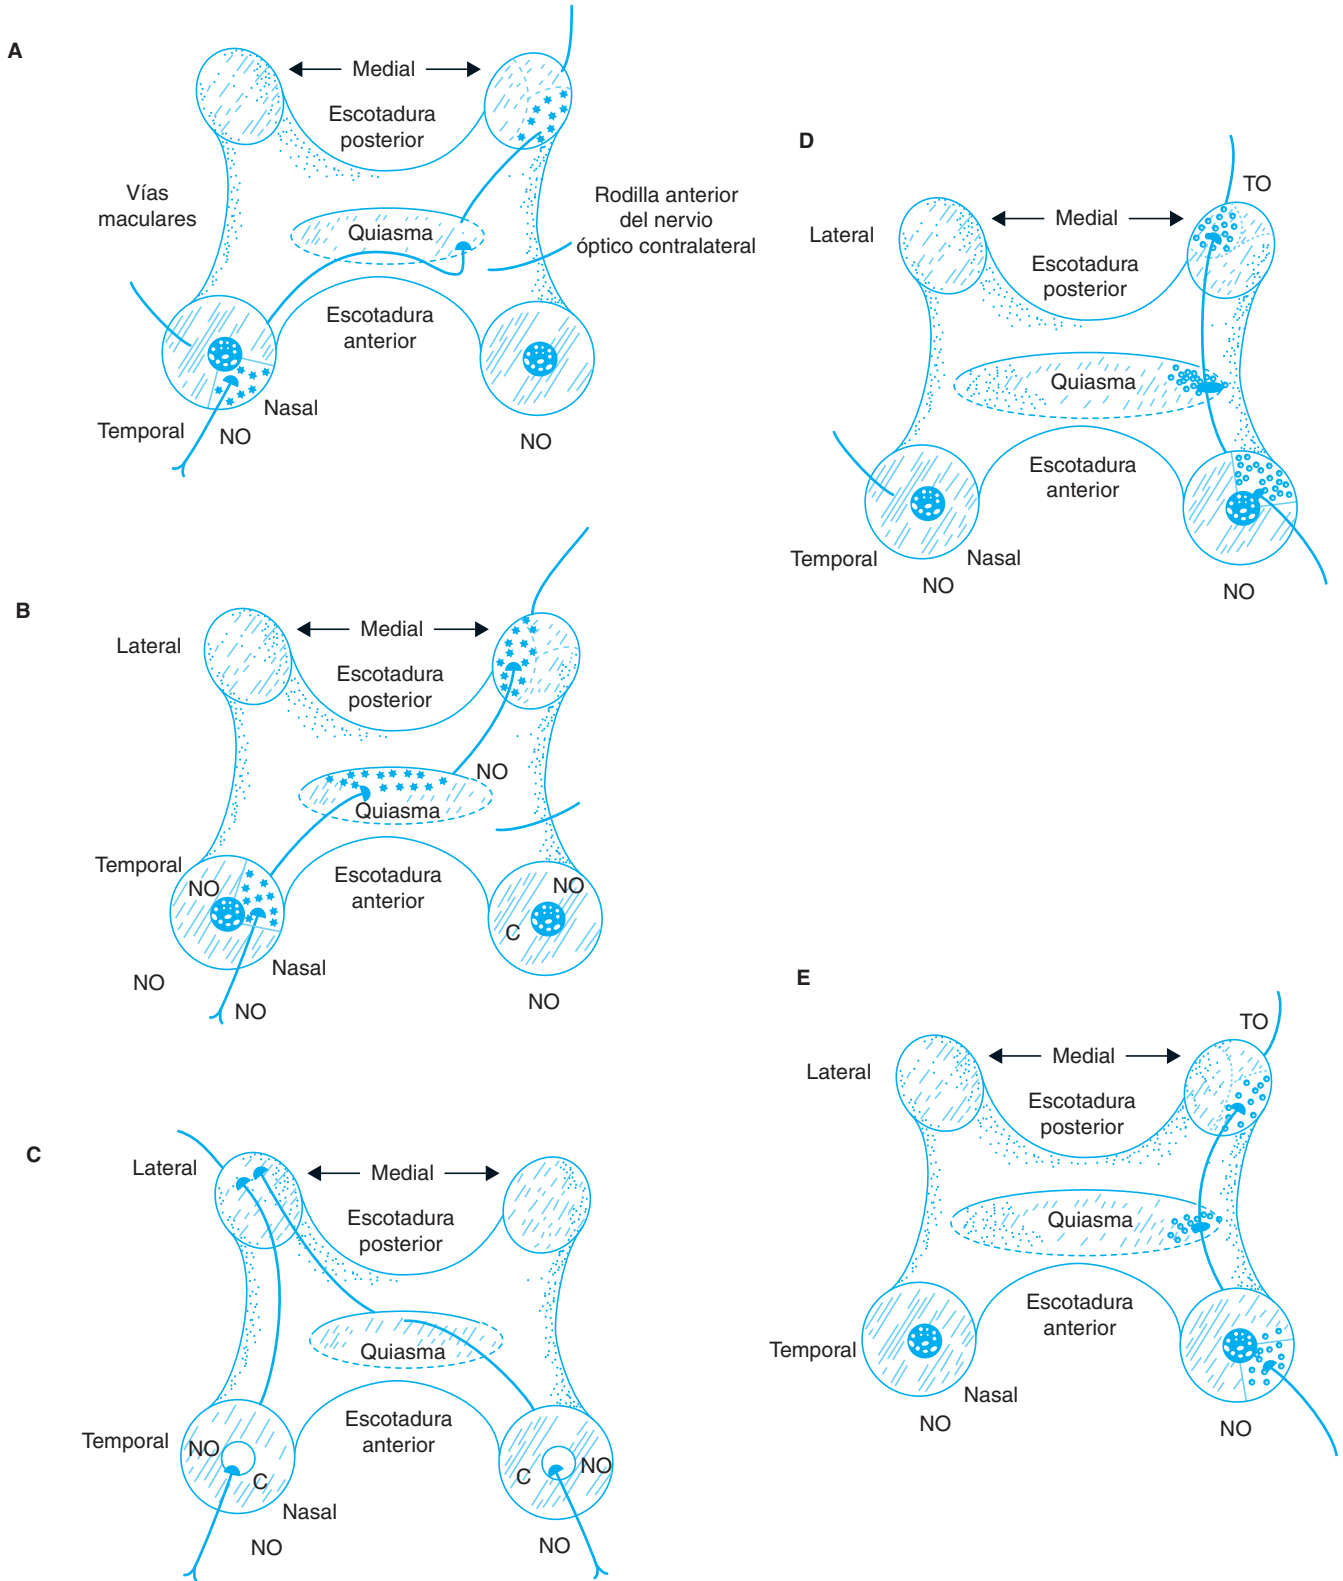 A
Medial
Escotadura
posterior
Vías
maculares
Quiasma
Rodilla anterior
del nervio
óptico contralateral
Escotadura
anterior
Nasal
Temporal
NO
NO
B
Lateral
Medial
Escotadura
posterior
NO
Quiasma
Temporal
NO
Escotadura
anterior
NO
C
Nasal
NO
NO
NO
C
Lateral
Medial
Escotadura
posterior
Quiasma
Temporal
NO
C
Escotadura
anterior
C
NO
Nasal
NO
NO
D
TO
Lateral
Medial
Escotadura
posterior
Quiasma
Escotadura
anterior
Temporal
Nasal
NO
NO
E
TO
Lateral
Medial
Escotadura
posterior
Quiasma
Escotadura
anterior
Temporal
Nasal
NO
NO